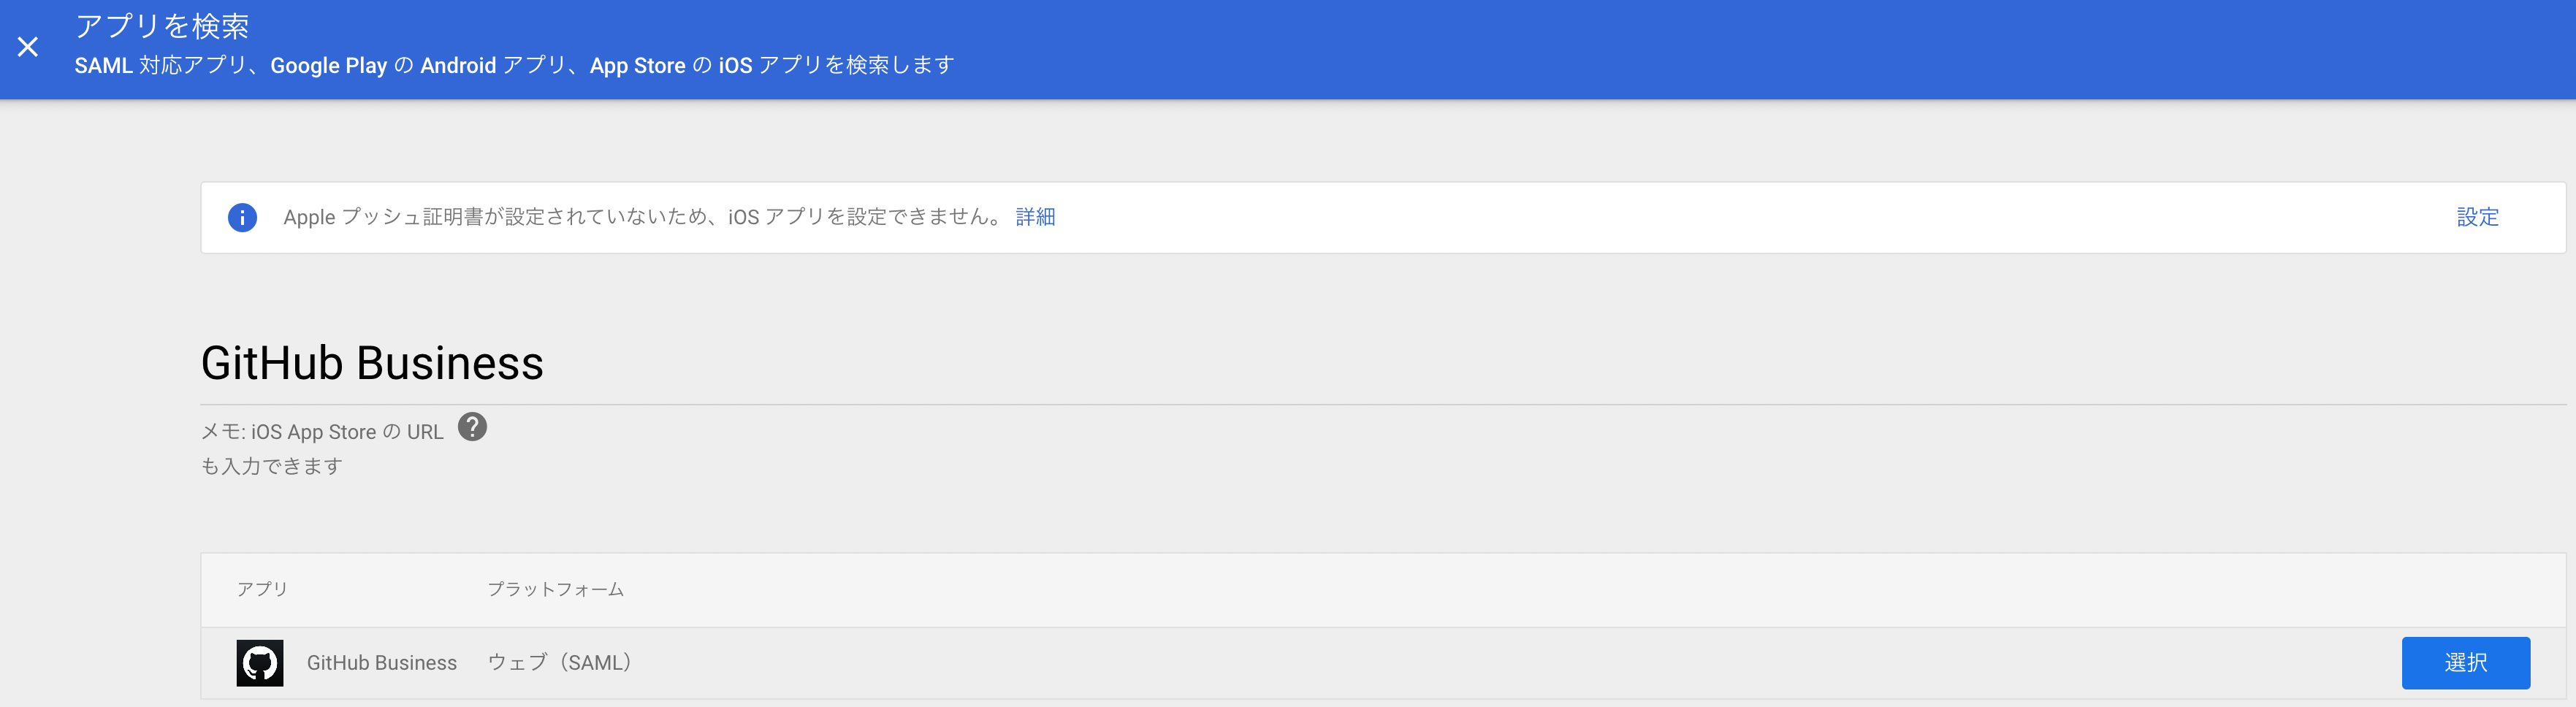 アプリを検索
SAML 対応アプリ、Google Play の Android アプリ、App Store の iOS アプリを検索します
Apple プッシュ証明書が設定されていないため、iOS アプリを設定できません。 詳細 設定
GitHub Business
メモ: iOS App Store の URL
も入力できます
アプリ プラットフォーム
GitHub Business ウェブ（SAML） 選択